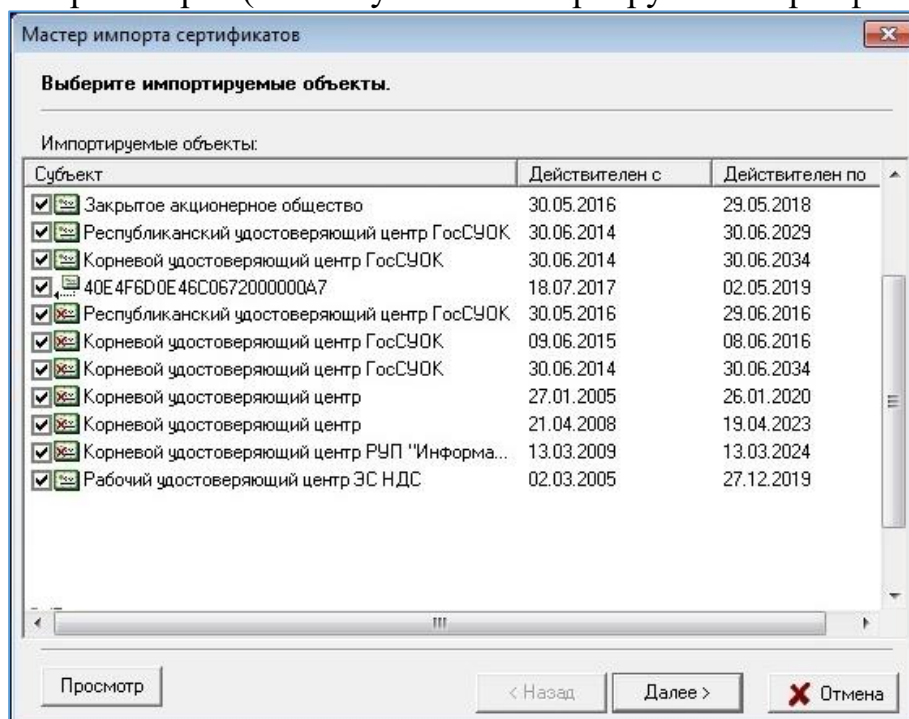 Мастер импорта сертификатов
Выберите импортируемые объекты.
Импортируемые объекты:
Субъект Действителен с Действителен по
Закрытое акционерное общество 30.05.2016 29.05.2018
Республиканский удостоверяющий центр ГосСУОК 30.06.2014 30.06.2029
Корневой удостоверяющий центр ГосСУОК 30.06.2014 30.06.2034
40E4F6D0E46C0672000000A7 18.07.2017 02.05.2019
Республиканский удостоверяющий центр ГосСУОК 30.05.2016 29.06.2016
Корневой удостоверяющий центр ГосСУОК 09.06.2015 08.06.2016
Корневой удостоверяющий центр ГосСУОК 30.06.2014 30.06.2034
Корневой удостоверяющий центр 27.01.2005 26.01.2020
Корневой удостоверяющий центр 21.04.2008 19.04.2023
Корневой удостоверяющий центр РУП "Информа... 13.03.2009 13.03.2024
Рабочий удостоверяющий центр ЭС НДС 02.03.2005 27.12.2019
Просмотр < Назад Далее > Отмена